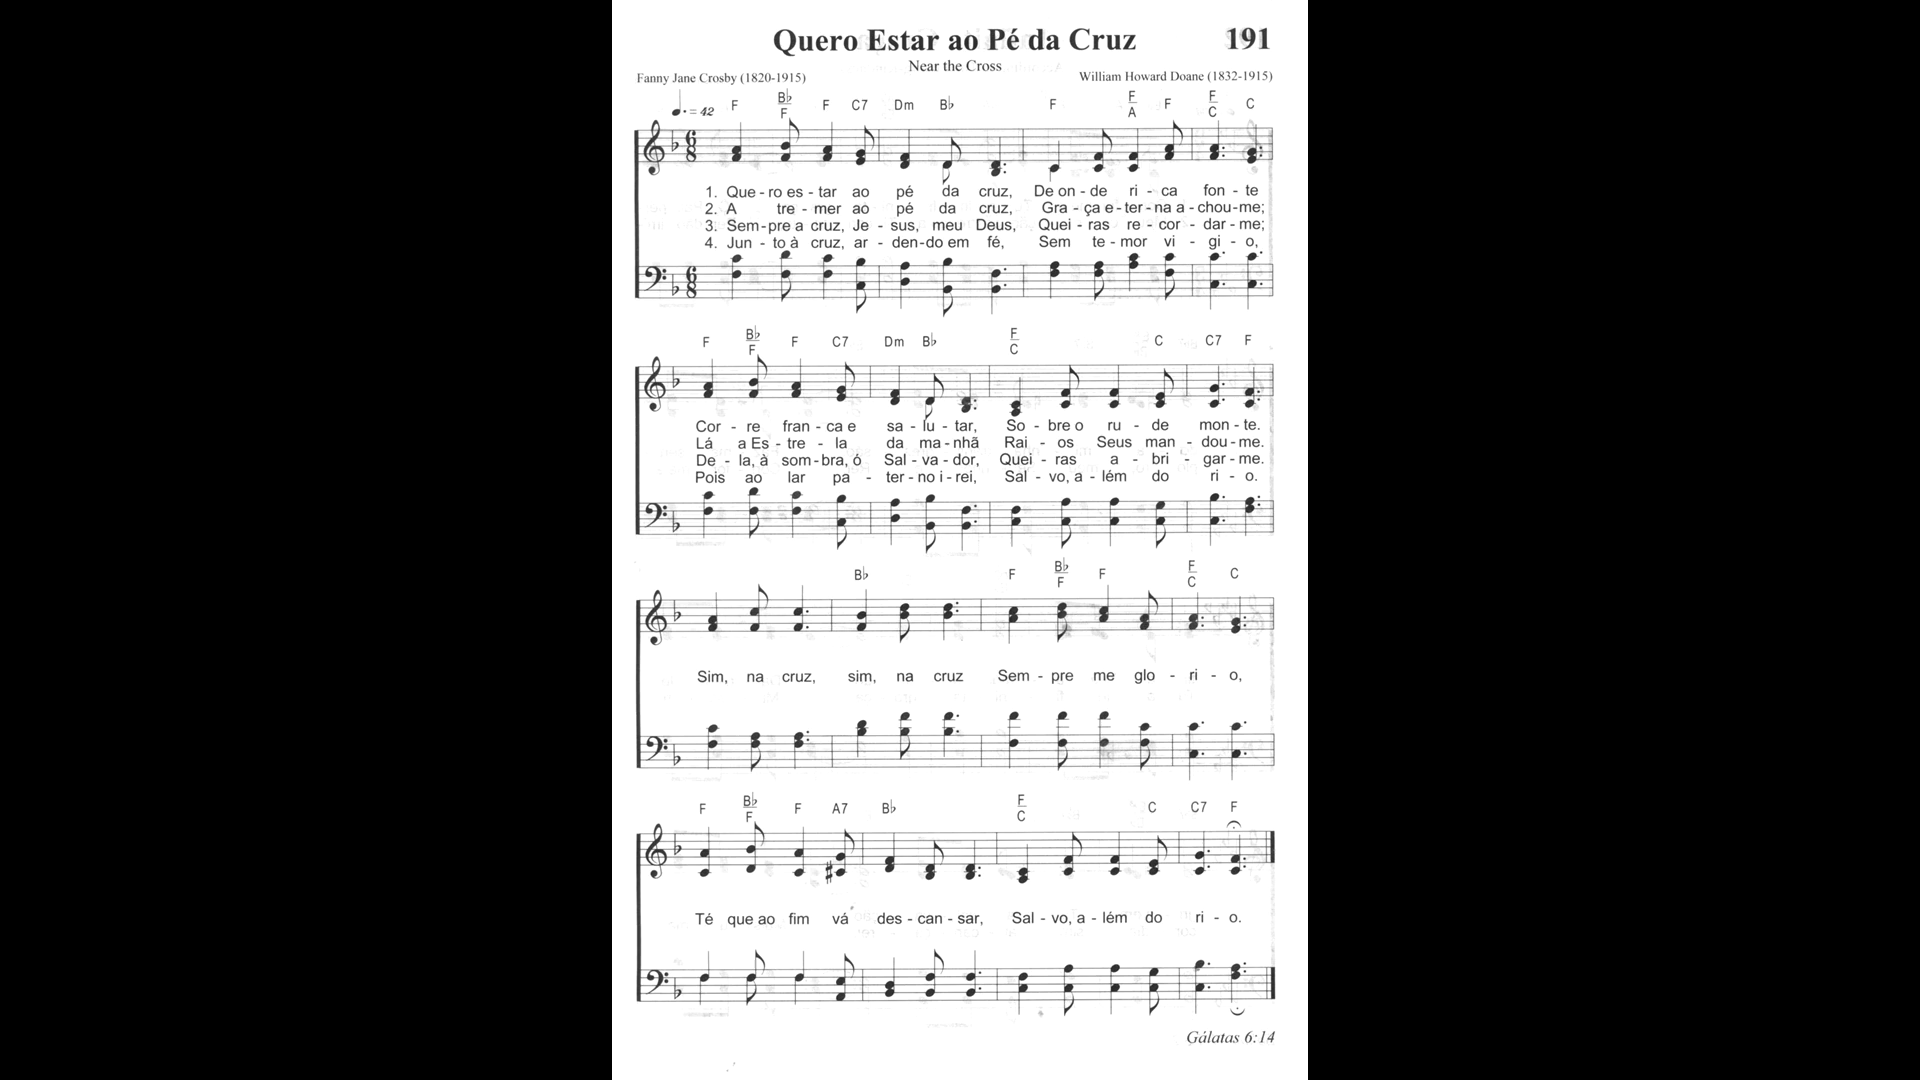 Quero Estar ao Pé da Cruz 191
Near the Cross
Fanny Jane Crosby (1820-1915) William Howard Doane (1832-1915)
= 42 F B♭/F F C7 Dm B♭ F F/A F F/C C
1. Que - ro es - tar ao pé da cruz, De on - de ri - ca fon - te
2. A tre - mer ao pé da cruz, Gra - ça e - ter - na a - chou - me;
3. Sem - pre a cruz, Je - sus, meu Deus, Quei - ras re - cor - dar - me;
4. Jun - to à cruz, ar - den - do em fé, Sem te - mor vi - gi - o,
F B♭/F F C7 Dm B♭ F/C C C7 F
Cor - re fran - ca e sa - lu - tar, So - bre o ru - de mon - te.
Lá a Es - tre - la da ma - nhã Rai - os Seus man - dou - me.
De - la, à som - bra, ó Sal - va - dor, Quei - ras a - bri - gar - me.
Pois ao lar pa - ter - no i - rei, Sal - vo, a - lém do ri - o.
B♭ F B♭/F F F/C C
Sim, na cruz, sim, na cruz Sem - pre me glo - ri - o,
F B♭/F F A7 B♭ F/C C C7 F
Té que ao fim vá des - can - sar, Sal - vo, a - lém do ri - o.
Gálatas 6:14